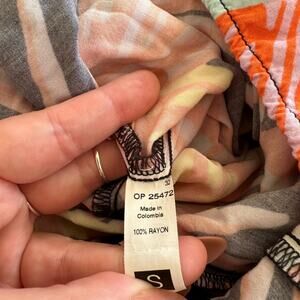 OP 25472
Made in
Colombia
100% RAYON
S